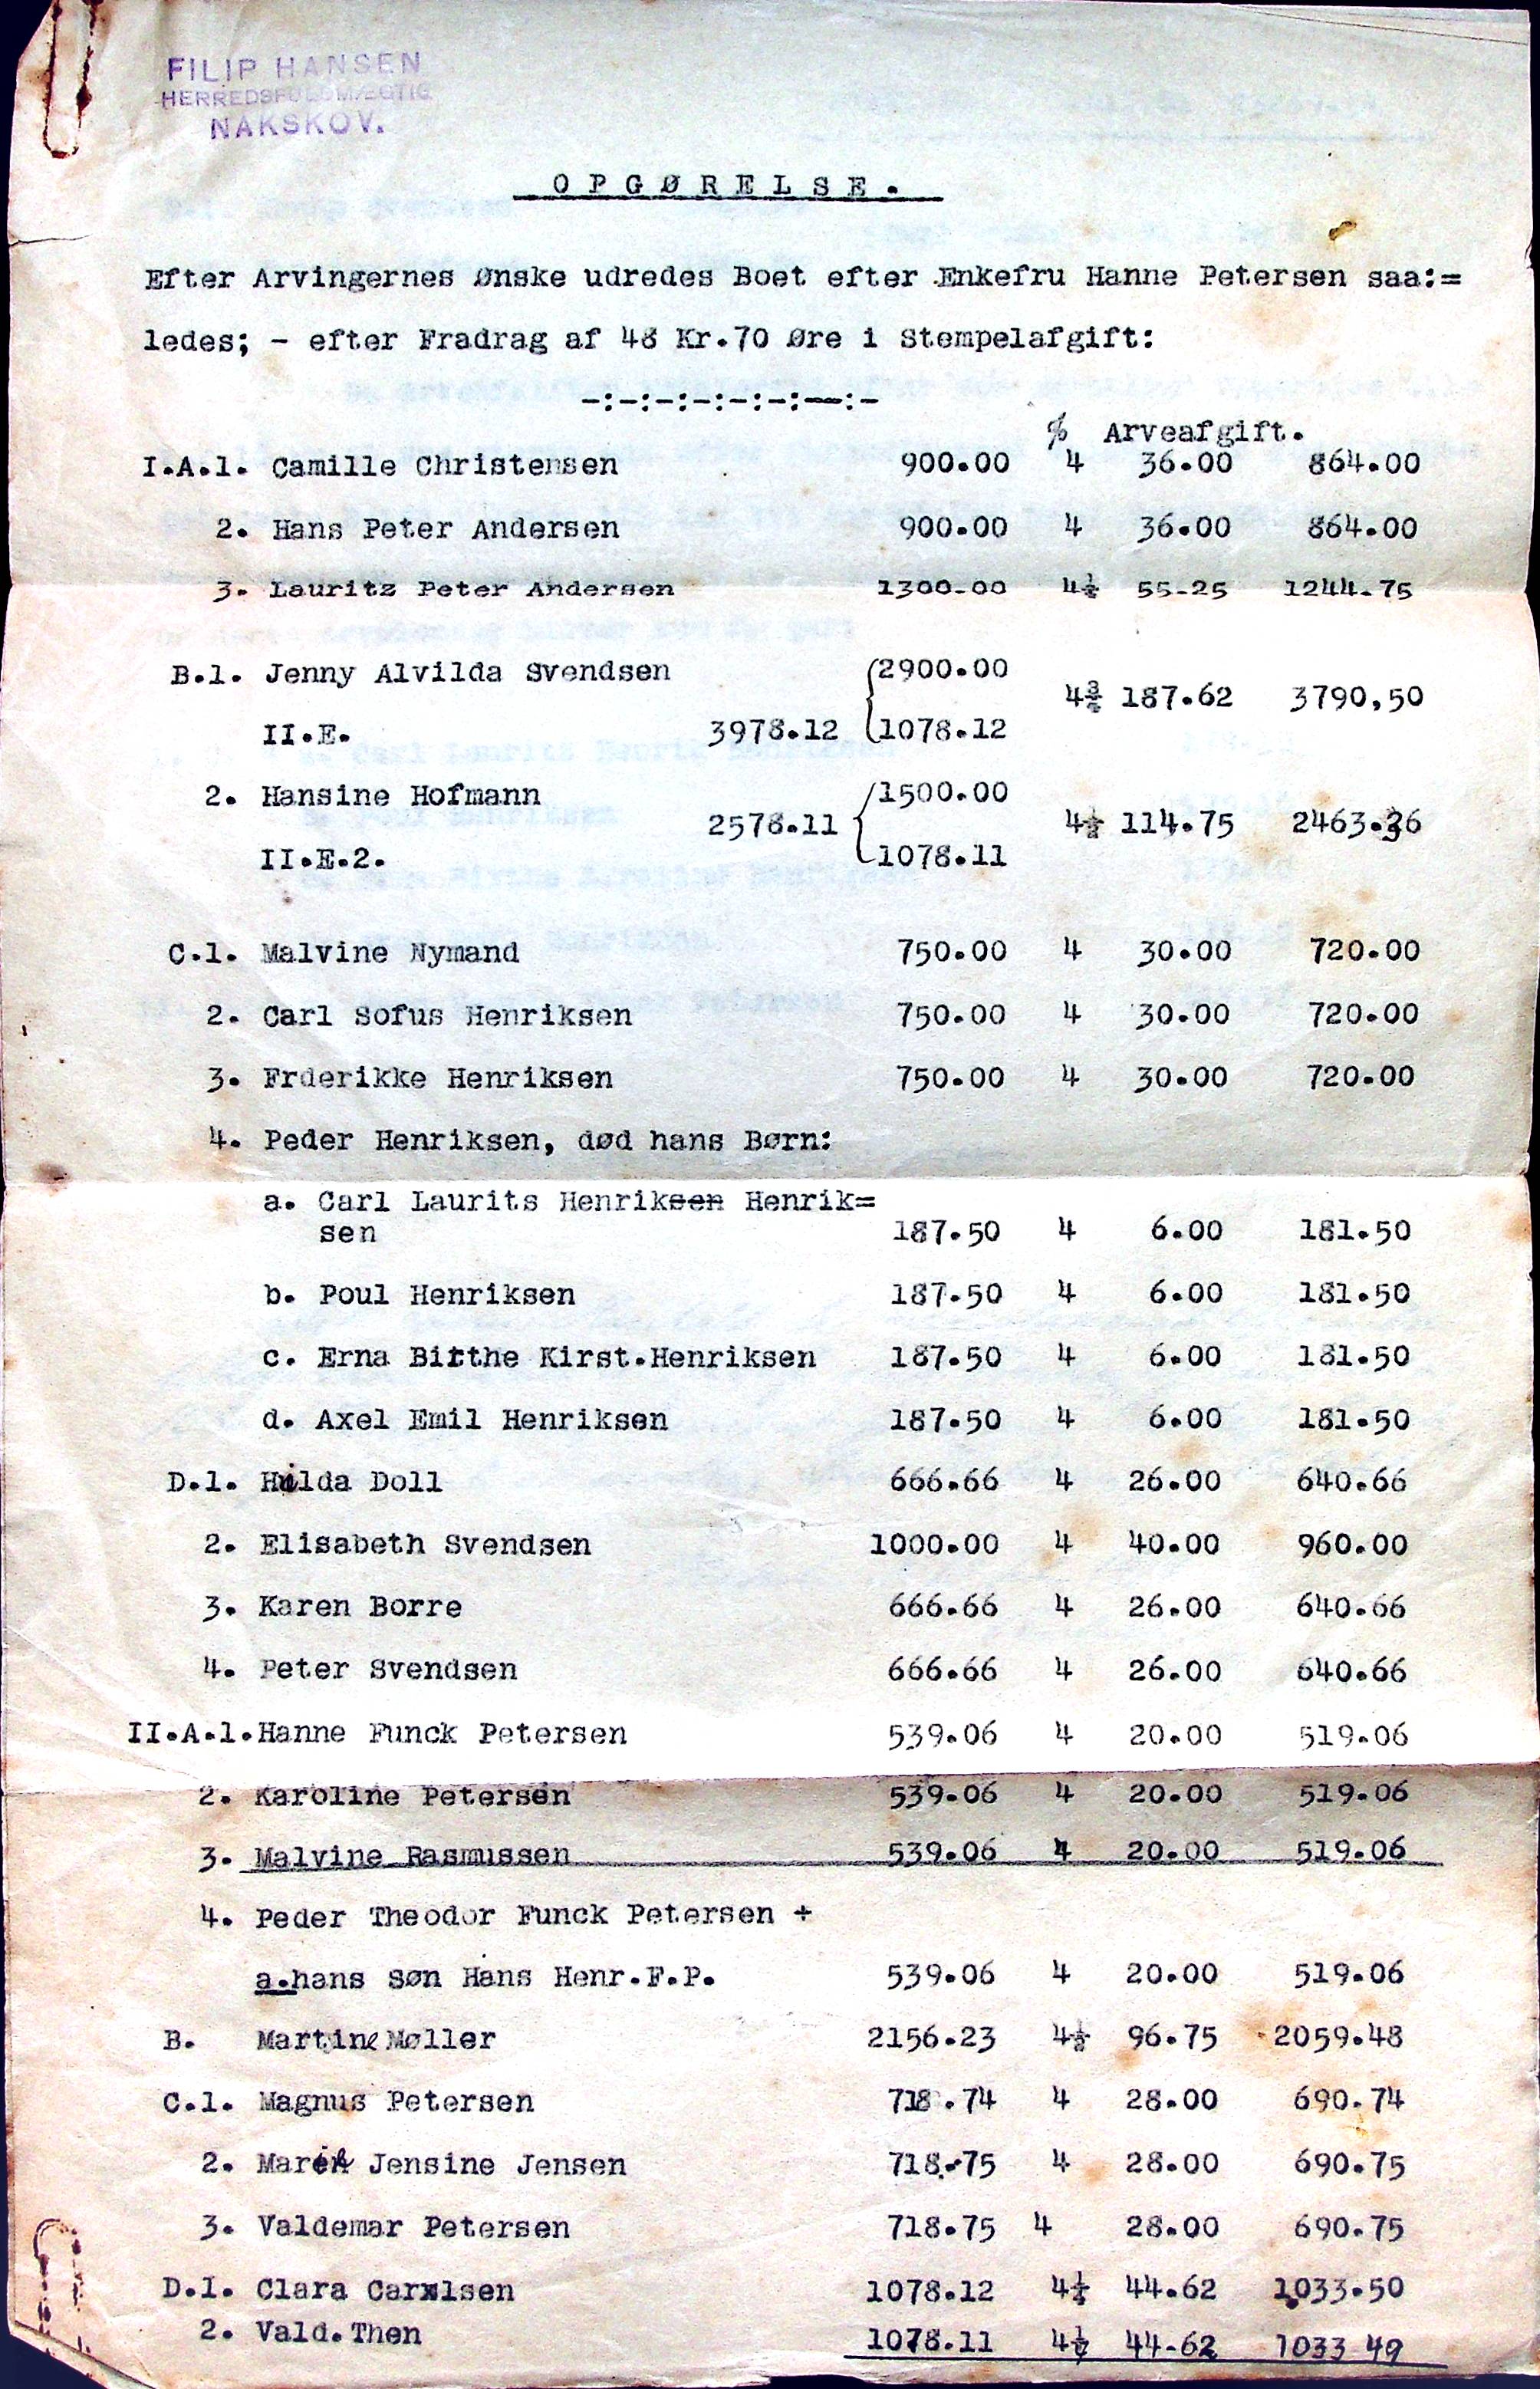 FILIP HANSEN
HERREDSFULDMÆGTIG
NAKSKOV.
OPGØRELSE.
Efter Arvingernes Ønske udredes Boet efter Enkefru Hanne Petersen saa:=
ledes; - efter Fradrag af 48 Kr.70 Øre i Stempelafgift:
-:-:-:-:-:-:--:-
% Arveafgift.
I.A.1. Camille Christensen 900.00 4 36.00 864.00
2. Hans Peter Andersen 900.00 4 36.00 864.00
3. Lauritz Peter Andersen 1300.00 4¼ 55.25 1244.75
B.1. Jenny Alvilda Svendsen {2900.00
4¾ 187.62 3790,50
II.E. 3978.12 1078.12
2. Hansine Hofmann {1500.00
2578.11 4½ 114.75 2463.36
II.E.2. 1078.11
C.1. Malvine Nymand 750.00 4 30.00 720.00
2. Carl Sofus Henriksen 750.00 4 30.00 720.00
3. Frderikke Henriksen 750.00 4 30.00 720.00
4. Peder Henriksen, død hans Børn:
a. Carl Laurits Henriksen Henrik=
sen 187.50 4 6.00 181.50
b. Poul Henriksen 187.50 4 6.00 181.50
c. Erna Birthe Kirst.Henriksen 187.50 4 6.00 181.50
d. Axel Emil Henriksen 187.50 4 6.00 181.50
D.1. Hilda Doll 666.66 4 26.00 640.66
2. Elisabeth Svendsen 1000.00 4 40.00 960.00
3. Karen Borre 666.66 4 26.00 640.66
4. Peter Svendsen 666.66 4 26.00 640.66
II.A.1. Hanne Funck Petersen 539.06 4 20.00 519.06
2. Karoline Petersen 539.06 4 20.00 519.06
3. Malvine Rasmussen 539.06 4 20.00 519.06
4. Peder Theodor Funck Petersen +
a.hans Søn Hans Henr.F.P. 539.06 4 20.00 519.06
B. Martine Møller 2156.23 4½ 96.75 2059.48
C.1. Magnus Petersen 718.74 4 28.00 690.74
2. Jensine Jensen 718.75 4 28.00 690.75
3. Valdemar Petersen 718.75 4 28.00 690.75
D.I. Clara Carlsen 1078.12 4¼ 44.62 1033.50
2. Vald.Then 1078.11 44.62 1033 49